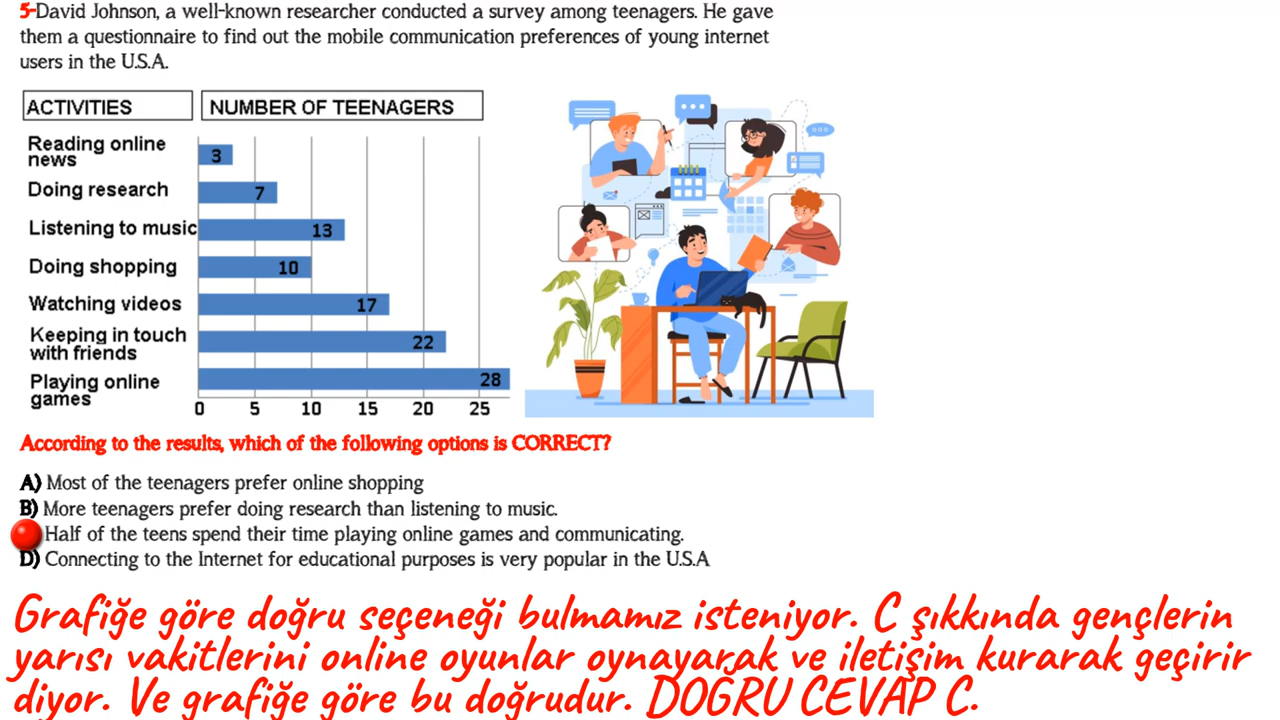 5-David Johnson, a well-known researcher conducted a survey among teenagers. He gave
them a questionnaire to find out the mobile communication preferences of young internet
users in the U.S.A.
ACTIVITIES
NUMBER OF TEENAGERS
Reading online
news
3
Doing research
7
Listening to music
13
Doing shopping
10
Watching videos
17
Keeping in touch
with friends
22
Playing online
games
28
0 5 10 15 20 25
According to the results, which of the following options is CORRECT?
A) Most of the teenagers prefer online shopping
B) More teenagers prefer doing research than listening to music.
Half of the teens spend their time playing online games and communicating.
D) Connecting to the Internet for educational purposes is very popular in the U.S.A
Grafiğe göre doğru seçeneği bulmamız isteniyor. C şıkkında gençlerin
yarısı vakitlerini online oyunlar oynayarak ve iletişim kurarak geçirir
diyor. Ve grafiğe göre bu doğrudur. DOĞRU CEVAP C.